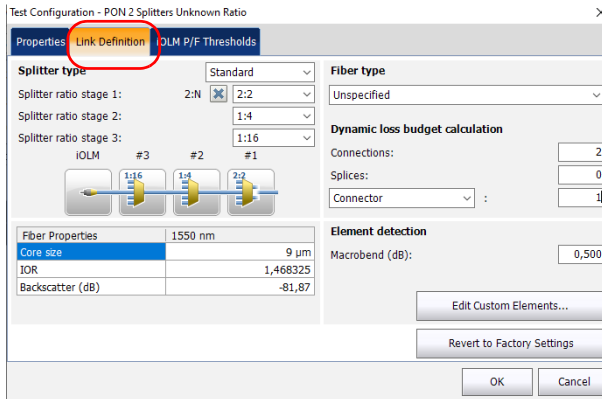 Test Configuration - PON 2 Splitters Unknown Ratio
Properties Link Definition iOLM P/F Thresholds
Splitter type Standard
Splitter ratio stage 1: 2:N 2:2
Splitter ratio stage 2: 1:4
Splitter ratio stage 3: 1:16
iOLM #3 #2 #1
1:16 1:4 2:2
Fiber Properties 1550 nm
Core size 9 µm
IOR 1,468325
Backscatter (dB) -81,87
Fiber type
Unspecified
Dynamic loss budget calculation
Connections: 2
Splices: 0
Connector : 1
Element detection
Macrobend (dB): 0,500
Edit Custom Elements...
Revert to Factory Settings
OK Cancel